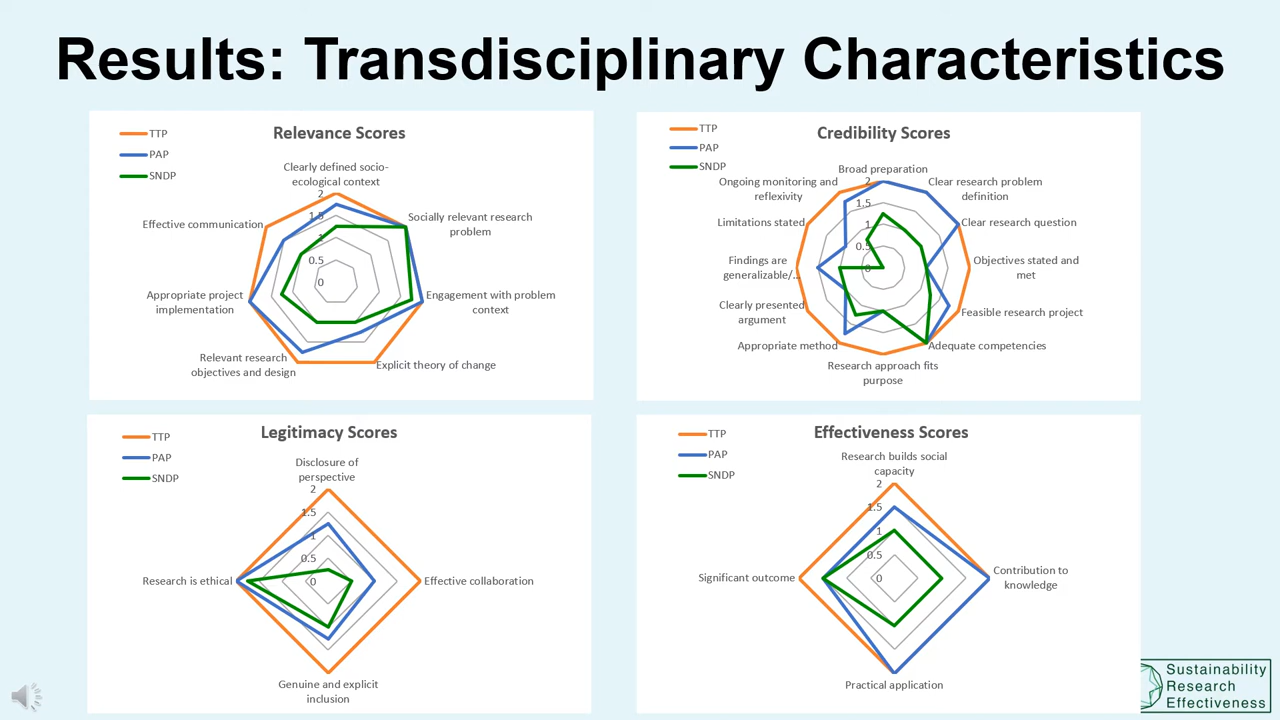 Results: Transdisciplinary Characteristics
TTP
PAP
SNDP
Relevance Scores
Clearly defined socio-
ecological context
2
1.5
1
0.5
0
Socially relevant research
problem
Engagement with problem
context
Explicit theory of change
Relevant research
objectives and design
Appropriate project
implementation
Effective communication
TTP
PAP
SNDP
Credibility Scores
Broad preparation
2
1.5
1
0.5
0
Clear research problem
definition
Clear research question
Objectives stated and
met
Feasible research project
Adequate competencies
Research approach fits
purpose
Appropriate method
Clearly presented
argument
Findings are
generalizable/...
Limitations stated
Ongoing monitoring and
reflexivity
TTP
PAP
SNDP
Legitimacy Scores
Disclosure of
perspective
2
1.5
1
0.5
0
Effective collaboration
Genuine and explicit
inclusion
Research is ethical
TTP
PAP
SNDP
Effectiveness Scores
Research builds social
capacity
2
1.5
1
0.5
0
Contribution to
knowledge
Practical application
Significant outcome
Sustainability
Research
Effectiveness